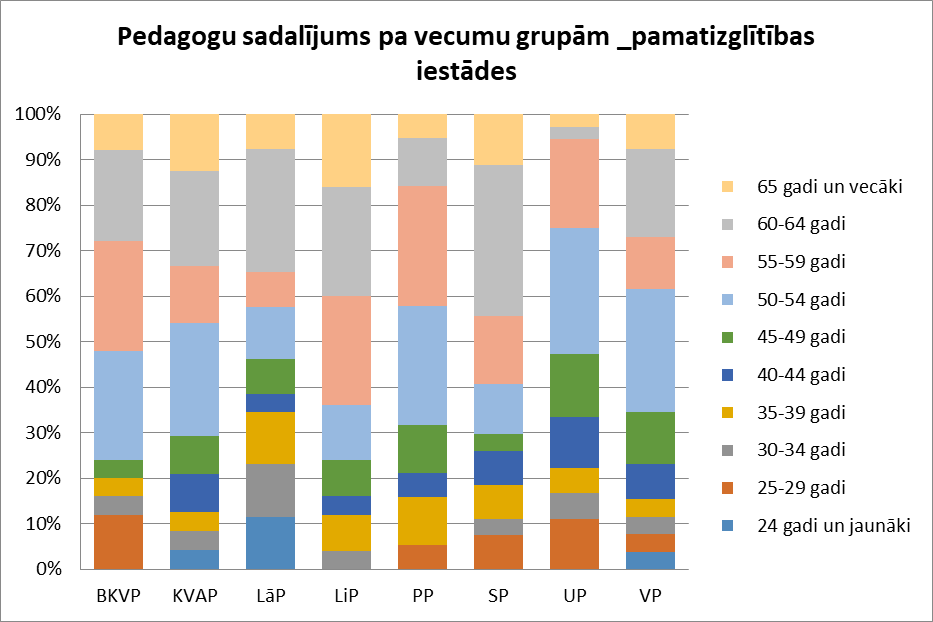 Pedagogu sadalījums pa vecumu grupām _pamatizglītības
iestādes
100%
90%
80%
70%
60%
50%
40%
30%
20%
10%
0%
BKVP KVAP LāP LiP PP SP UP VP
65 gadi un vecāki
60-64 gadi
55-59 gadi
50-54 gadi
45-49 gadi
40-44 gadi
35-39 gadi
30-34 gadi
25-29 gadi
24 gadi un jaunāki